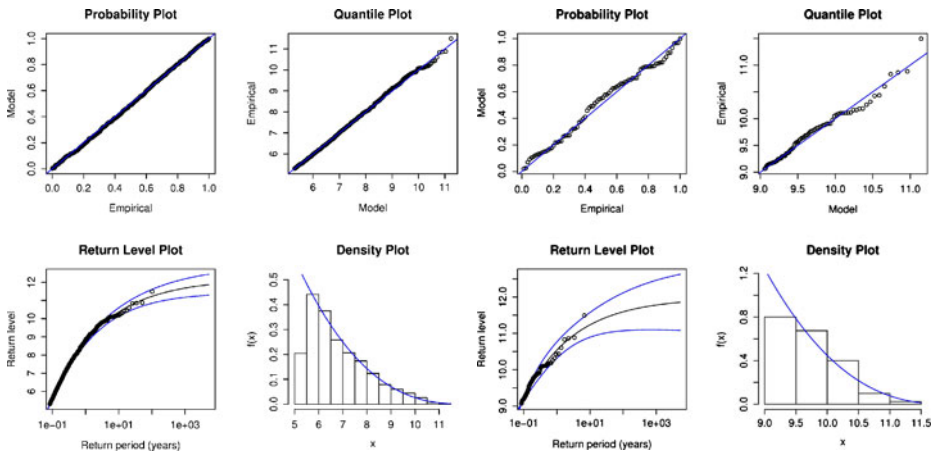 Probability Plot
Model
0.0 0.2 0.4 0.6 0.8 1.0
0.0 0.2 0.4 0.6 0.8 1.0
Empirical
Quantile Plot
Empirical
6 7 8 9 10 11
6 7 8 9 10 11
Model
Probability Plot
Model
0.0 0.2 0.4 0.6 0.8 1.0
0.0 0.2 0.4 0.6 0.8 1.0
Empirical
Quantile Plot
Empirical
9.0 9.5 10.0 11.0
9.0 9.5 10.0 10.5 11.0
Model
Return Level Plot
Return level
6 7 8 9 10 12
1e-01 1e+01 1e+03
Return period (years)
Density Plot
f(x)
0.0 0.1 0.2 0.3 0.4 0.5
5 6 7 8 9 10 11
x
Return Level Plot
Return level
9.0 10.0 11.0 12.0
1e-01 1e+01 1e+03
Return period (years)
Density Plot
f(x)
0.0 0.4 0.8 1.2
9.0 9.5 10.0 10.5 11.0 11.5
x